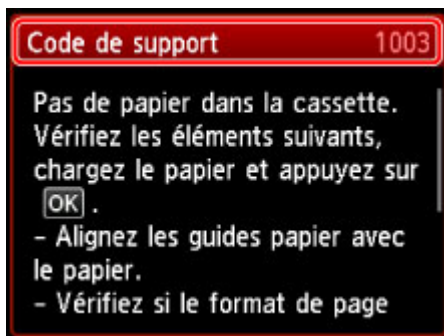 Code de support 1003
Pas de papier dans la cassette.
Vérifiez les éléments suivants,
chargez le papier et appuyez sur
OK .
– Alignez les guides papier avec
le papier.
– Vérifiez si le format de page